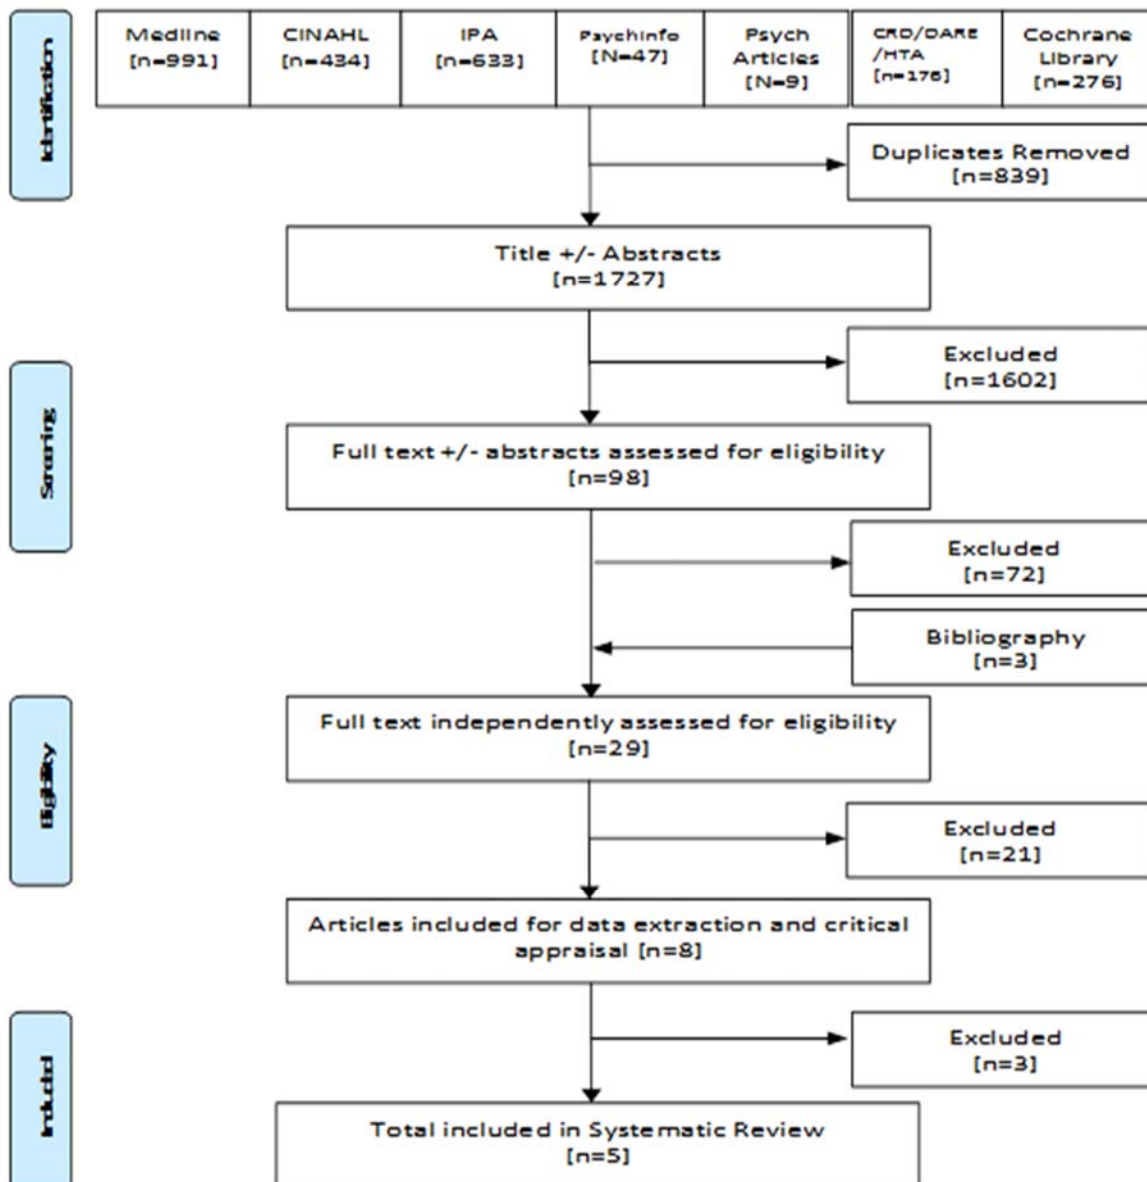 Identification
Medline
[n=991]
CINAHL
[n=434]
IPA
[n=633]
PsychInfo
[N=47]
Psych
Articles
[N=9]
CRD/DARE
/HTA
[n=176]
Cochrane
Library
[n=276]
Duplicates Removed
[n=839]
Title +/- Abstracts
[n=1727]
Screening
Excluded
[n=1602]
Full text +/- abstracts assessed for eligibility
[n=98]
Excluded
[n=72]
Bibliography
[n=3]
Eligibility
Full text independently assessed for eligibility
[n=29]
Excluded
[n=21]
Articles included for data extraction and critical
appraisal [n=8]
Included
Excluded
[n=3]
Total included in Systematic Review
[n=5]